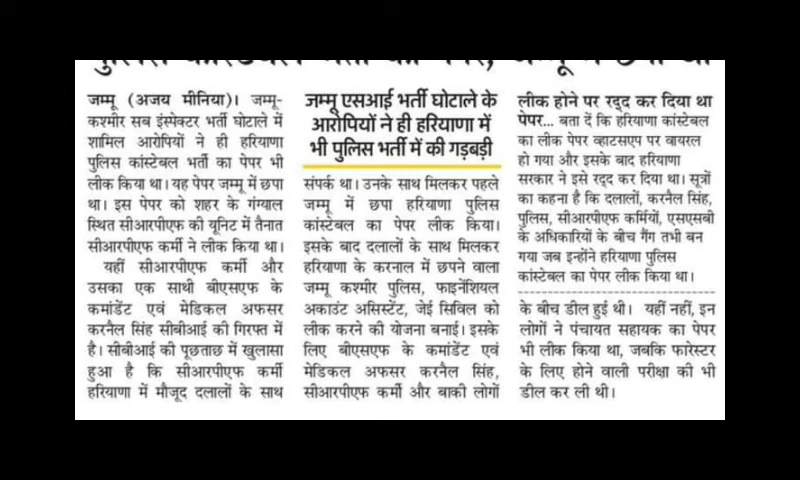 जम्मू (अजय मीनिया)। जम्मू-
कश्मीर सब इंस्पेक्टर भर्ती घोटाले में
शामिल आरोपियों ने ही हरियाणा
पुलिस कांस्टेबल भर्ती का पेपर भी
लीक किया था। यह पेपर जम्मू में छपा
था। इस पेपर को शहर के गंग्याल
स्थित सीआरपीएफ की यूनिट में तैनात
सीआरपीएफ कर्मी ने लीक किया था।
यहीं सीआरपीएफ कर्मी और
उसका एक साथी बीएसएफ के
कमांडेंट एवं मेडिकल अफसर
करनैल सिंह सीबीआई की गिरफ्त में
है। सीबीआई की पूछताछ में खुलासा
हुआ है कि सीआरपीएफ कर्मी
हरियाणा में मौजूद दलालों के साथ
जम्मू एसआई भर्ती घोटाले के
आरोपियों ने ही हरियाणा में
भी पुलिस भर्ती में की गड़बड़ी
संपर्क था। उनके साथ मिलकर पहले
जम्मू में छपा हरियाणा पुलिस
कांस्टेबल का पेपर लीक किया।
इसके बाद दलालों के साथ मिलकर
हरियाणा के करनाल में छपने वाला
जम्मू कश्मीर पुलिस, फाइनेंशियल
अकाउंट असिस्टेंट, जेई सिविल को
लीक करने की योजना बनाई। इसके
लिए बीएसएफ के कमांडेंट एवं
मेडिकल अफसर करनैल सिंह,
सीआरपीएफ कर्मी और बाकी लोगों
लीक होने पर रद्द कर दिया था
पेपर... बता दें कि हरियाणा कांस्टेबल
का लीक पेपर व्हाटसएप पर वायरल
हो गया और इसके बाद हरियाणा
सरकार ने इसे रद्द कर दिया था। सूत्रों
का कहना है कि दलालों, करनैल सिंह,
पुलिस, सीआरपीएफ कर्मियों, एसएसबी
के अधिकारियों के बीच गैंग तभी बन
गया जब इन्होंने हरियाणा पुलिस
कांस्टेबल का पेपर लीक किया था।
के बीच डील हुई थी। यहीं नहीं, इन
लोगों ने पंचायत सहायक का पेपर
भी लीक किया था, जबकि फारेस्टर
के लिए होने वाली परीक्षा की भी
डील कर ली थी।